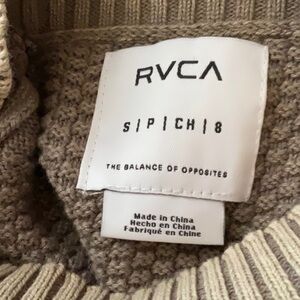 RVCA
S|P|CH|8
THE BALANCE OF OPPOSITES
Made in China
Hecho en China
Fabriqué en Chine